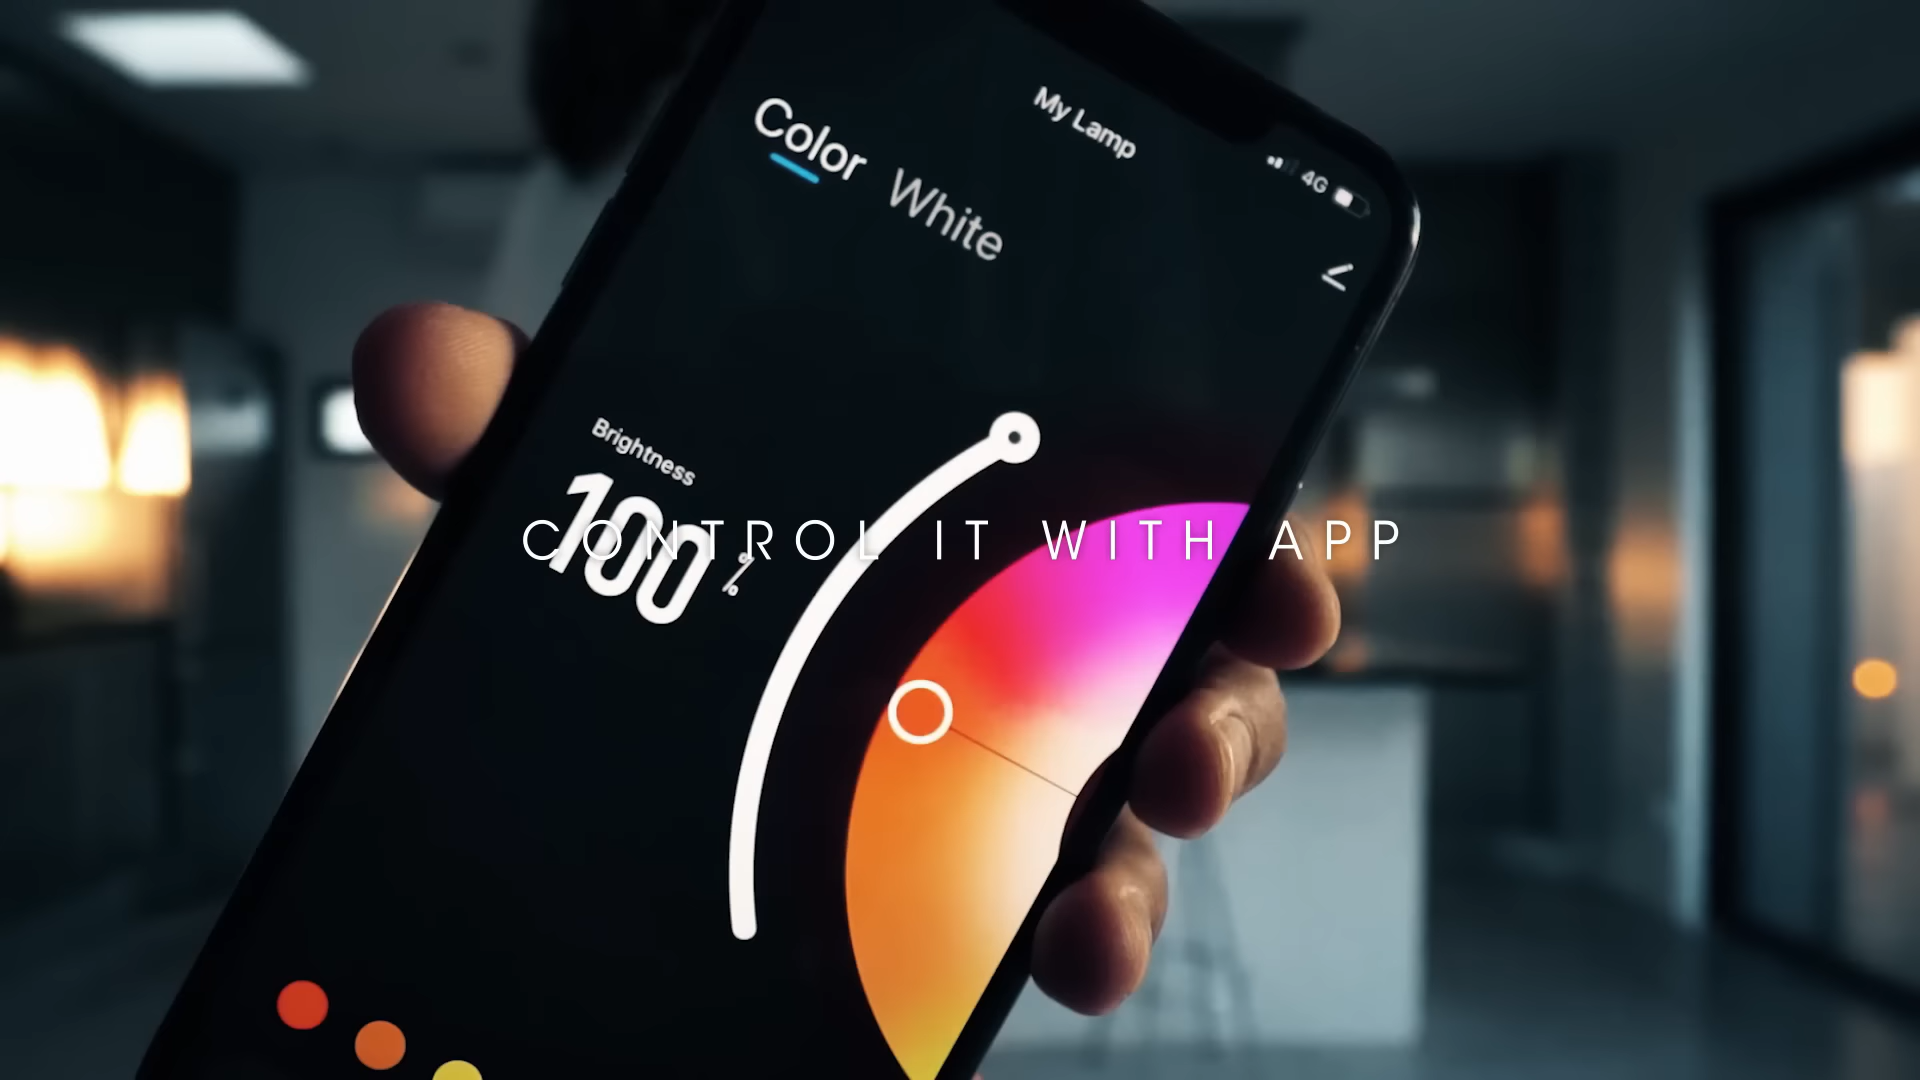 My Lamp
4G
Color White
Brightness
100 %
CONTROL IT WITH APP